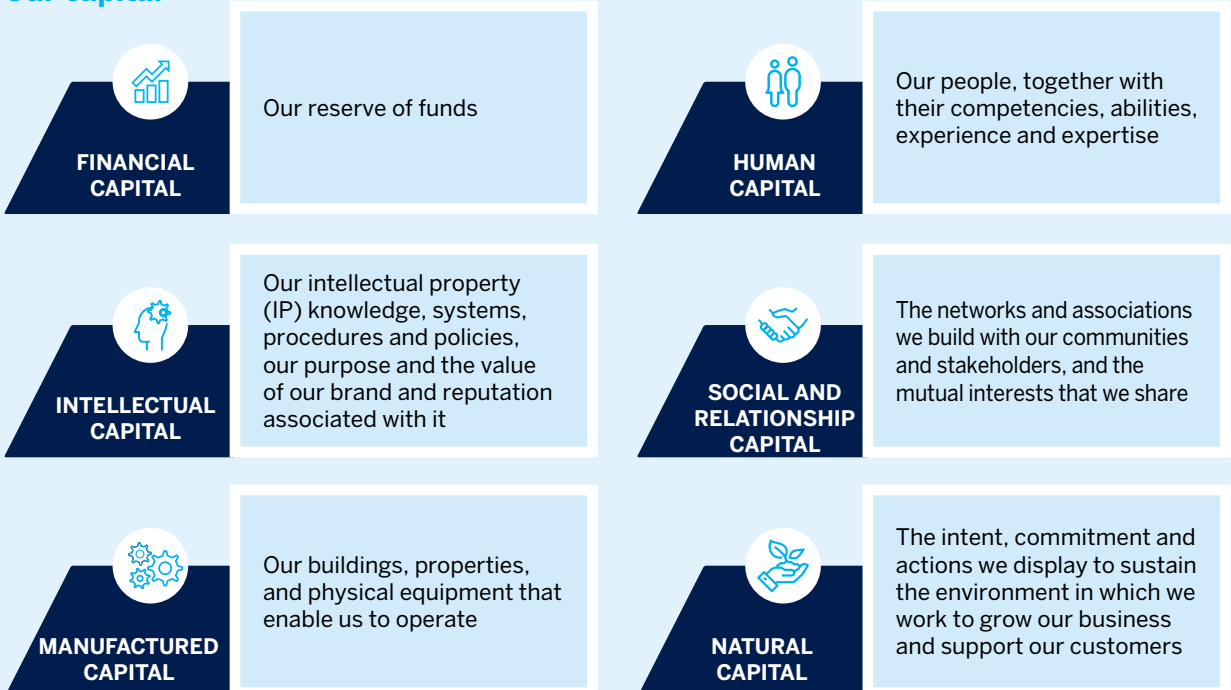 Our capital
FINANCIAL
CAPITAL
Our reserve of funds
HUMAN
CAPITAL
Our people, together with
their competencies, abilities,
experience and expertise
INTELLECTUAL
CAPITAL
Our intellectual property
(IP) knowledge, systems,
procedures and policies,
our purpose and the value
of our brand and reputation
associated with it
SOCIAL AND
RELATIONSHIP
CAPITAL
The networks and associations
we build with our communities
and stakeholders, and the
mutual interests that we share
MANUFACTURED
CAPITAL
Our buildings, properties,
and physical equipment that
enable us to operate
NATURAL
CAPITAL
The intent, commitment and
actions we display to sustain
the environment in which we
work to grow our business
and support our customers